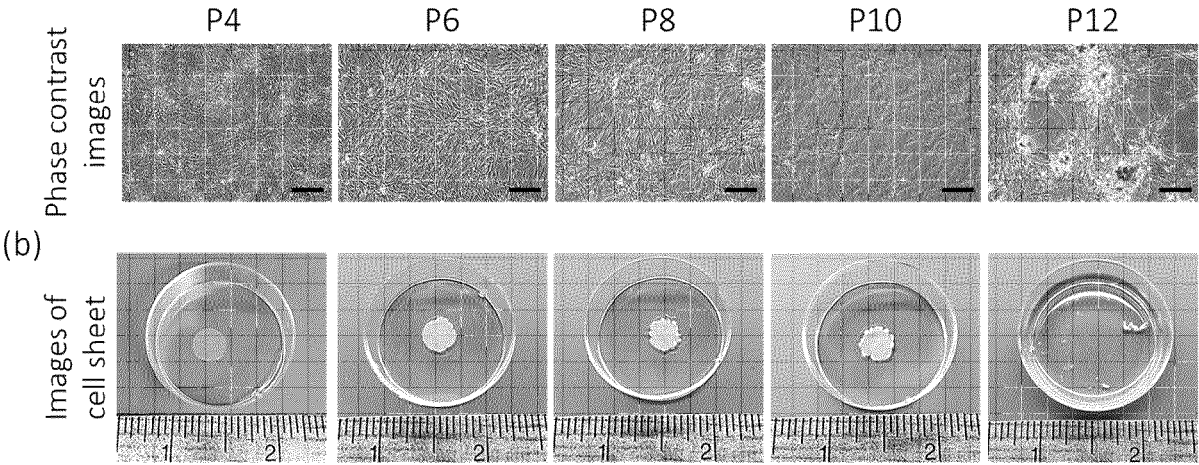 P4 P6 P8 P10 P12
Phase contrast
images
(b)
Images of
cell sheet
1 2 1 2 1 2 1 2 1 2